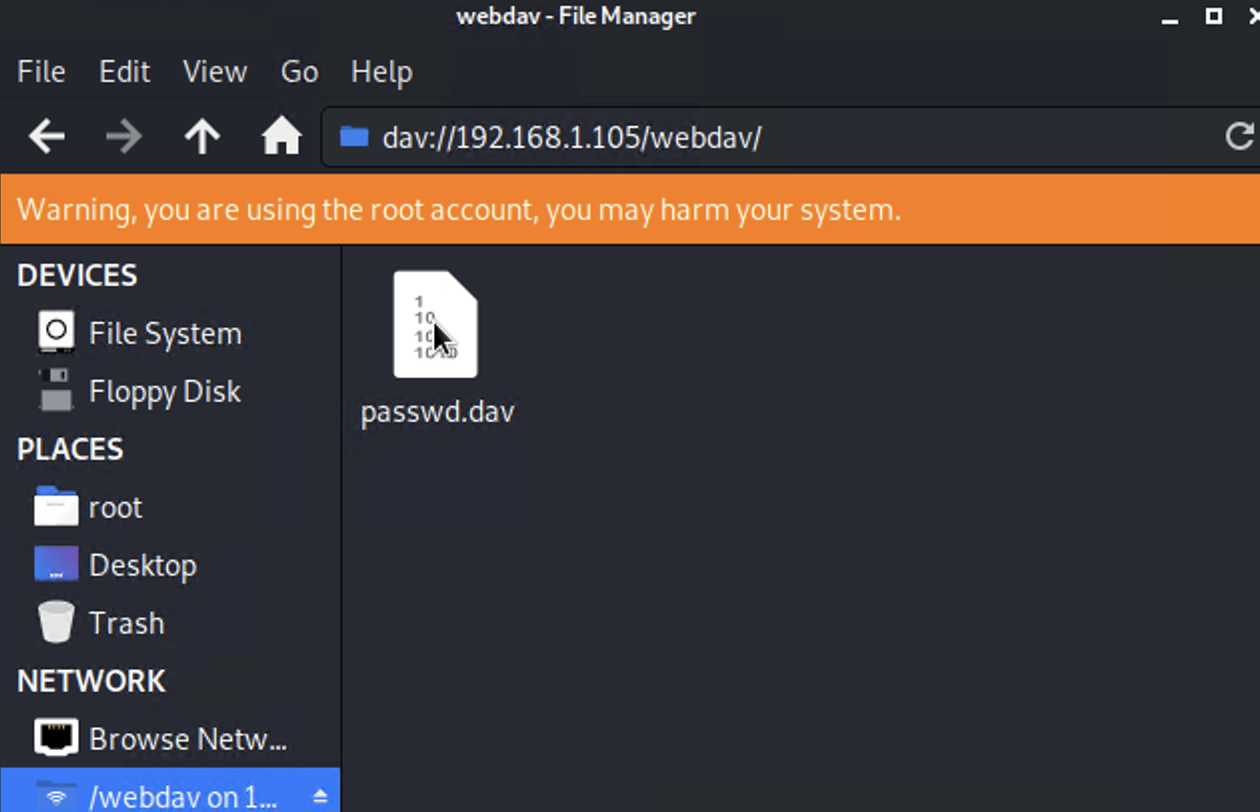 webdav - File Manager
File Edit View Go Help
dav://192.168.1.105/webdav/
Warning, you are using the root account, you may harm your system.
DEVICES
File System
Floppy Disk
PLACES
root
Desktop
Trash
NETWORK
Browse Netw...
/webdav on 1...
1
10
passwd.dav